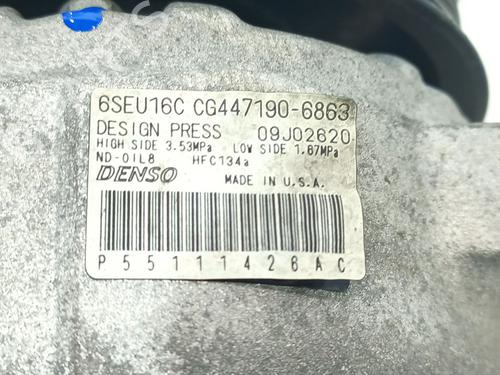 6SEU16C CG447190-6863
DESIGN PRESS 09J02620
HIGH SIDE 3.53MPa LOW SIDE 1.67MPa
ND-OIL8 HFC134a
DENSO MADE IN U.S.A.
P55111426AC